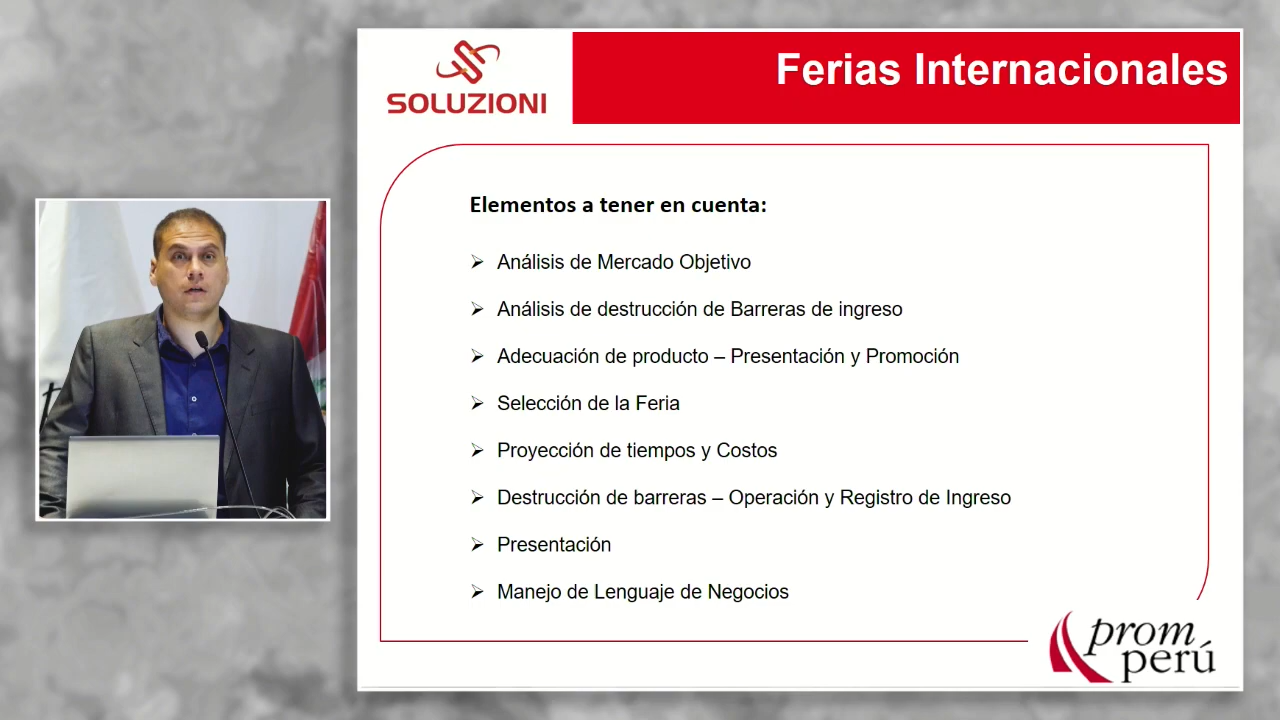 SOLUZIONI
Ferias Internacionales
Elementos a tener en cuenta:
Análisis de Mercado Objetivo
Análisis de destrucción de Barreras de ingreso
Adecuación de producto – Presentación y Promoción
Selección de la Feria
Proyección de tiempos y Costos
Destrucción de barreras – Operación y Registro de Ingreso
Presentación
Manejo de Lenguaje de Negocios
prom
perú